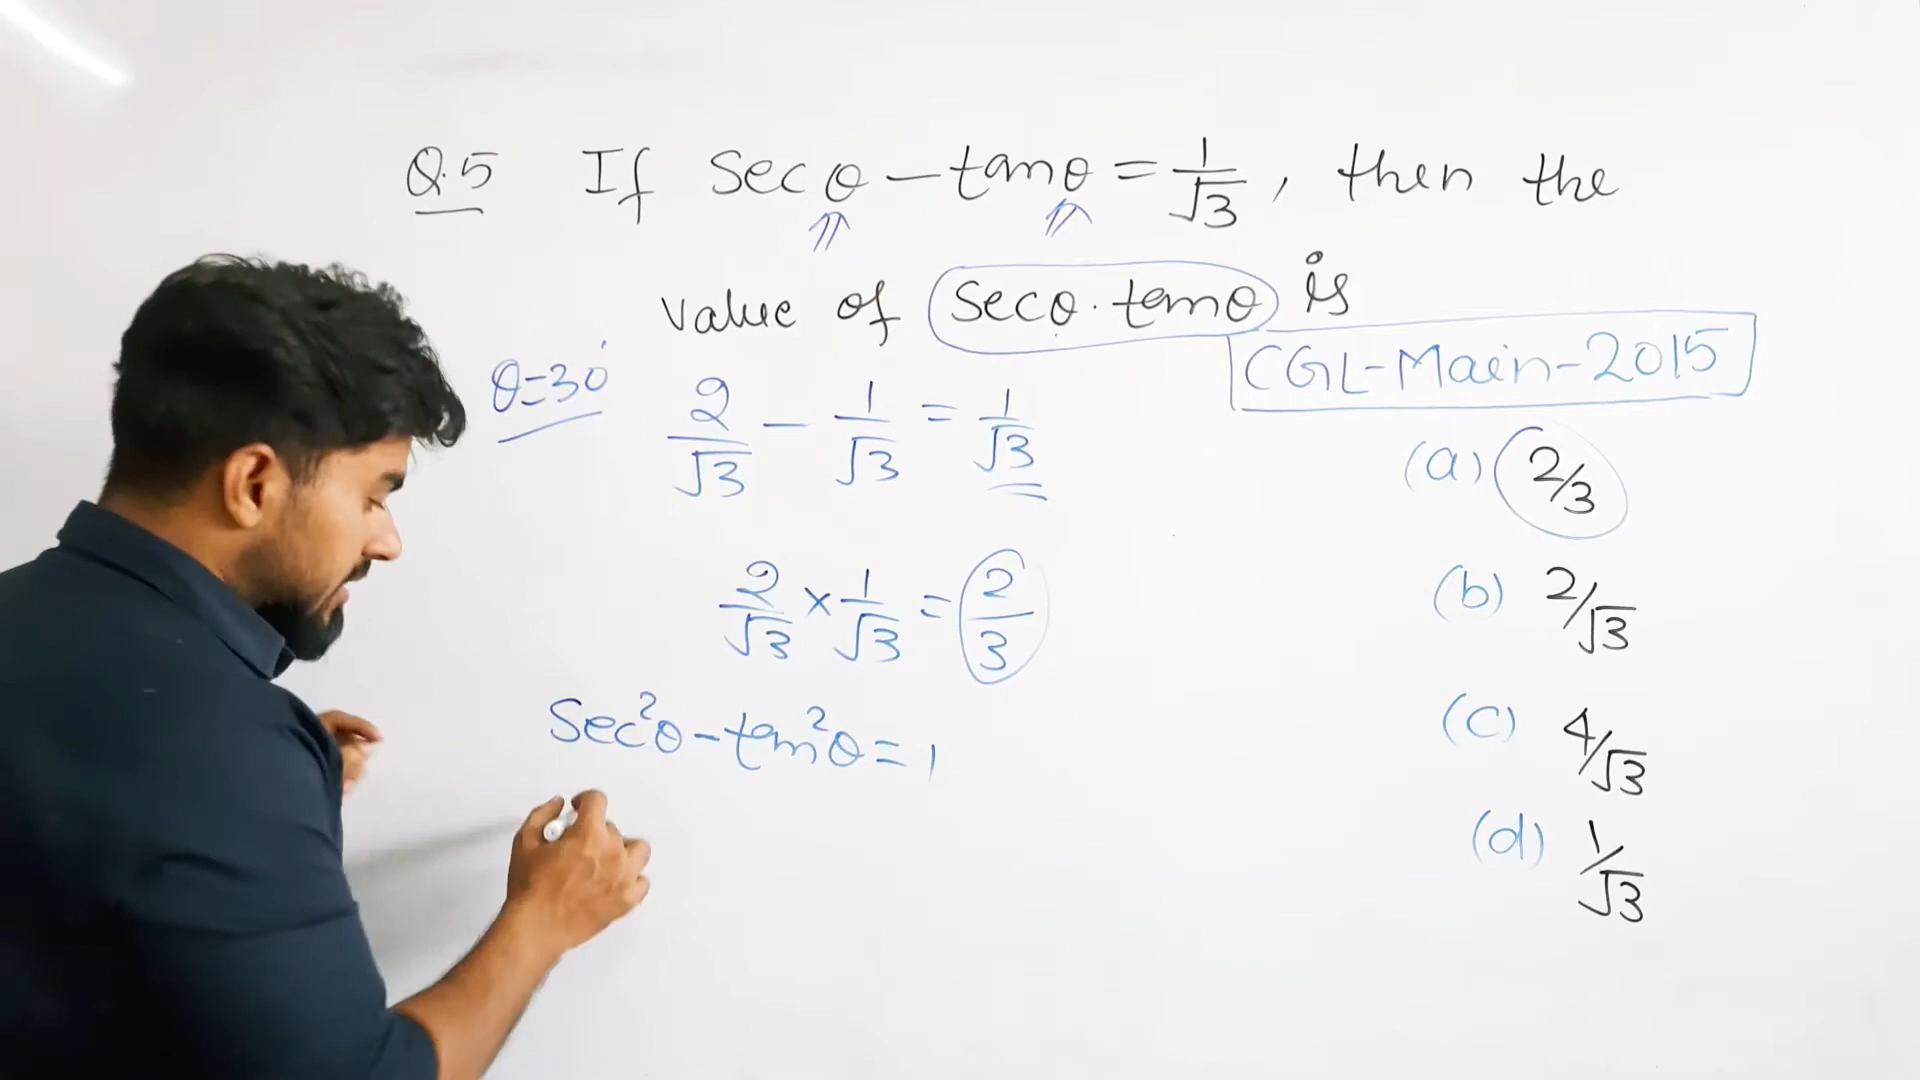 Q.5 If Secθ - tanθ = 1/√3, then the
value of Secθ.tanθ is
CGL-Main-2015
θ=30°
2/√3 - 1/√3 = 1/√3
2/√3 × 1/√3 = 2/3
Sec²θ - tan²θ = 1
(a) 2/3
(b) 2/√3
(c) 4/√3
(d) 1/√3